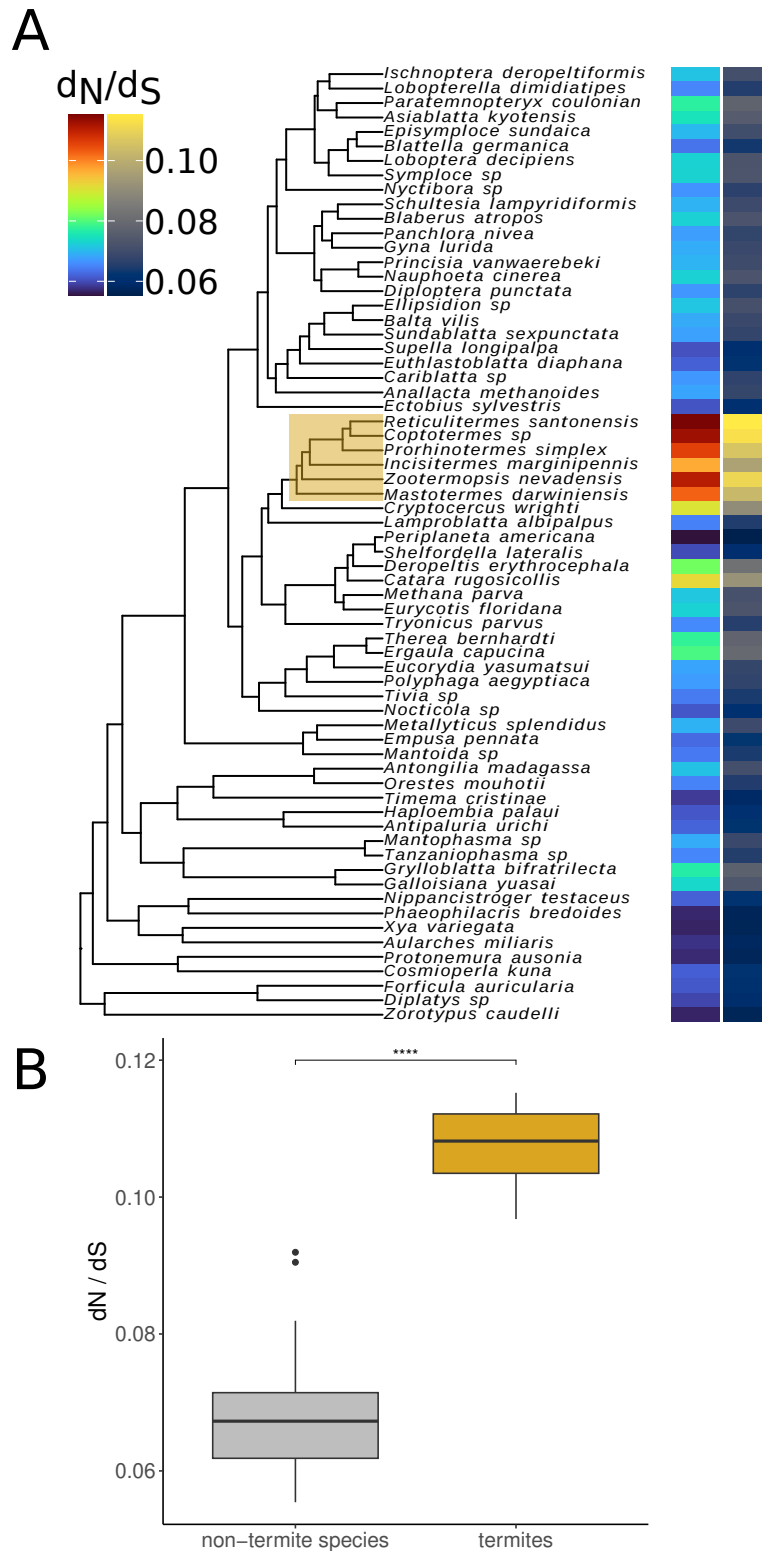 A
dN/dS
0.10
0.08
0.06
Ischnoptera deropeltiformis
Lobopterella dimidiatipes
Paratemnopteryx coulonian
Asiablatta kyotensis
Episymploce sundaica
Blattella germanica
Loboptera decipiens
Symploce sp
Nyctibora sp
Schultesia lampyridiformis
Blaberus atropos
Panchlora nivea
Gyna lurida
Princisia vanwaerebeki
Nauphoeta cinerea
Diploptera punctata
Ellipsidion sp
Balta vilis
Sundablatta sexpunctata
Supella longipalpa
Euthlastoblatta diaphana
Cariblatta sp
Anallacta methanoides
Ectobius sylvestris
Reticulitermes santonensis
Coptotermes sp
Prorhinotermes simplex
Incisitermes marginipennis
Zootermopsis nevadensis
Mastotermes darwiniensis
Cryptocercus wrighti
Lamproblatta albipalpus
Periplaneta americana
Shelfordella lateralis
Deropeltis erythrocephala
Catara rugosicollis
Methana parva
Eurycotis floridana
Tryonicus parvus
Therea bernhardti
Ergaula capucina
Eucorydia yasumatsui
Polyphaga aegyptiaca
Tivia sp
Nocticola sp
Metallyticus splendidus
Empusa pennata
Mantoida sp
Antongilia madagassa
Orestes mouhotii
Timema cristinae
Haploembia palaui
Antipaluria urichi
Mantophasma sp
Tanzaniophasma sp
Grylloblatta bifratrilecta
Galloisiana yuasai
Nippancistroger testaceus
Phaeophilacris bredoides
Xya variegata
Aularches miliaris
Protonemura ausonia
Cosmioperla kuna
Forficula auricularia
Diplatys sp
Zorotypus caudelli
B
0.12
0.10
0.08
0.06
dN / dS
****
non−termite species
termites